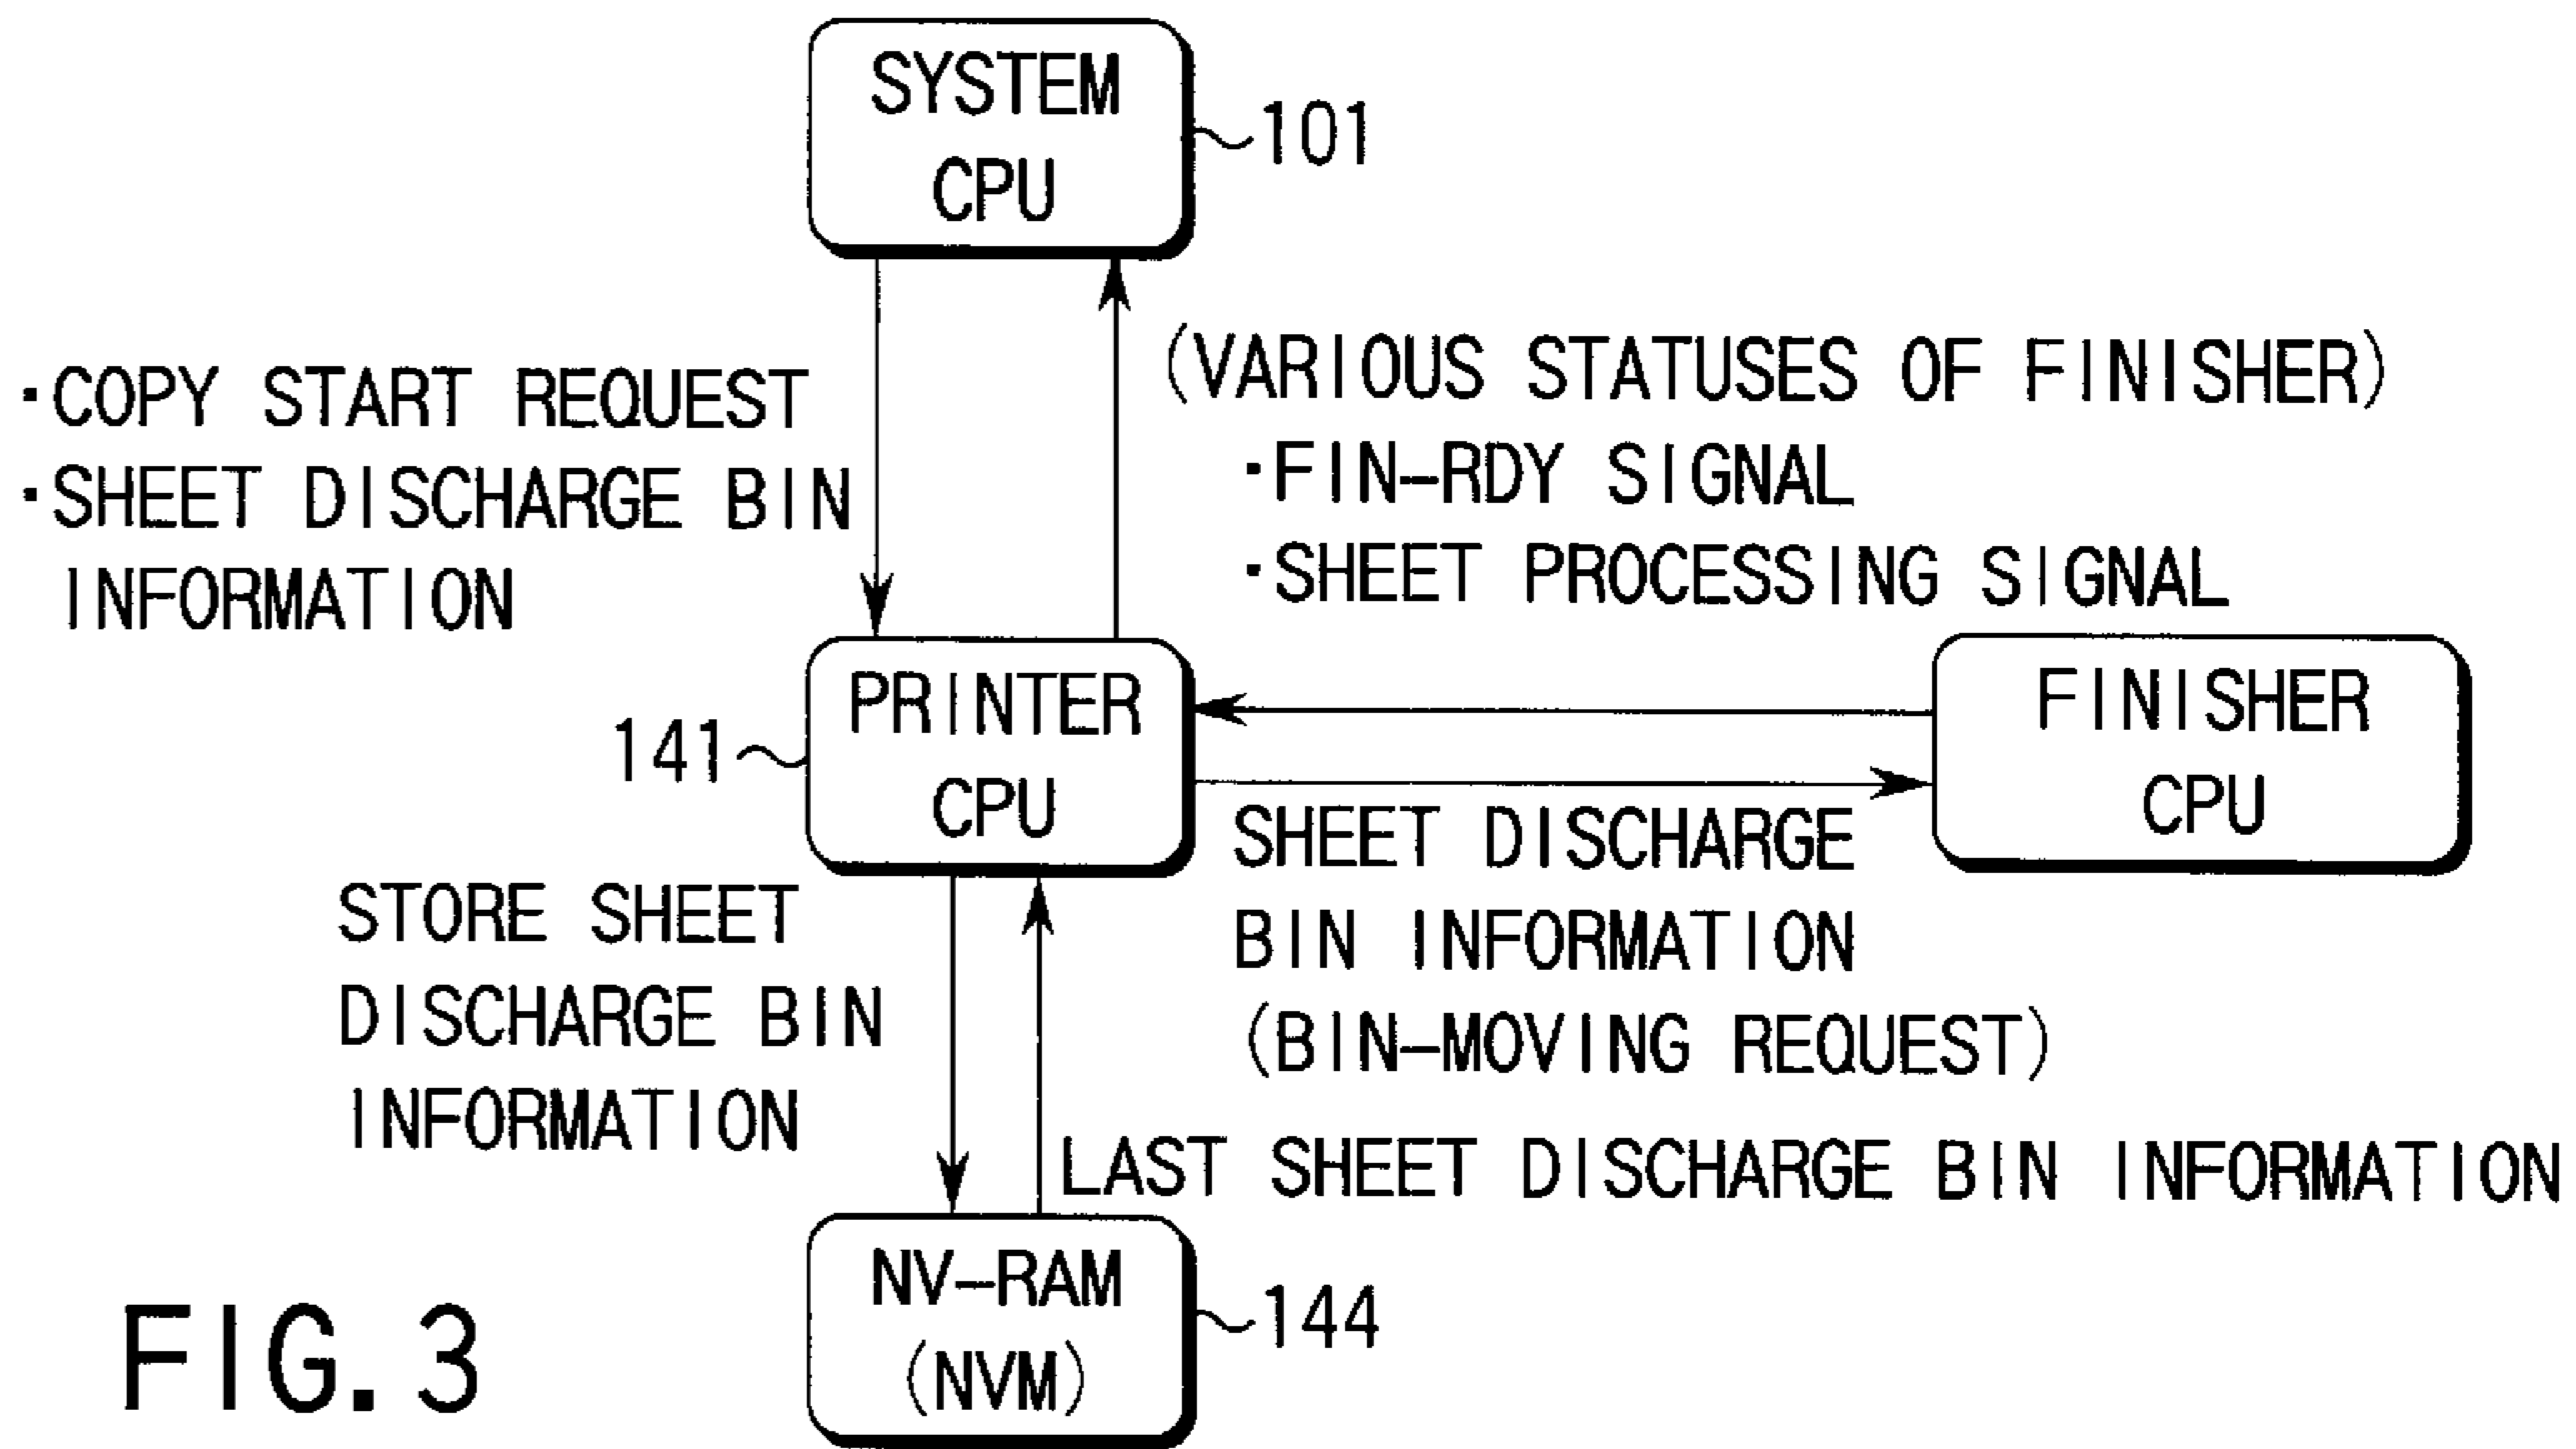 SYSTEM
CPU
101
·COPY START REQUEST
·SHEET DISCHARGE BIN
INFORMATION
(VARIOUS STATUSES OF FINISHER)
·FIN-RDY SIGNAL
·SHEET PROCESSING SIGNAL
PRINTER
CPU
141
FINISHER
CPU
SHEET DISCHARGE
BIN INFORMATION
(BIN-MOVING REQUEST)
STORE SHEET
DISCHARGE BIN
INFORMATION
LAST SHEET DISCHARGE BIN INFORMATION
NV-RAM
(NVM)
144
FIG. 3